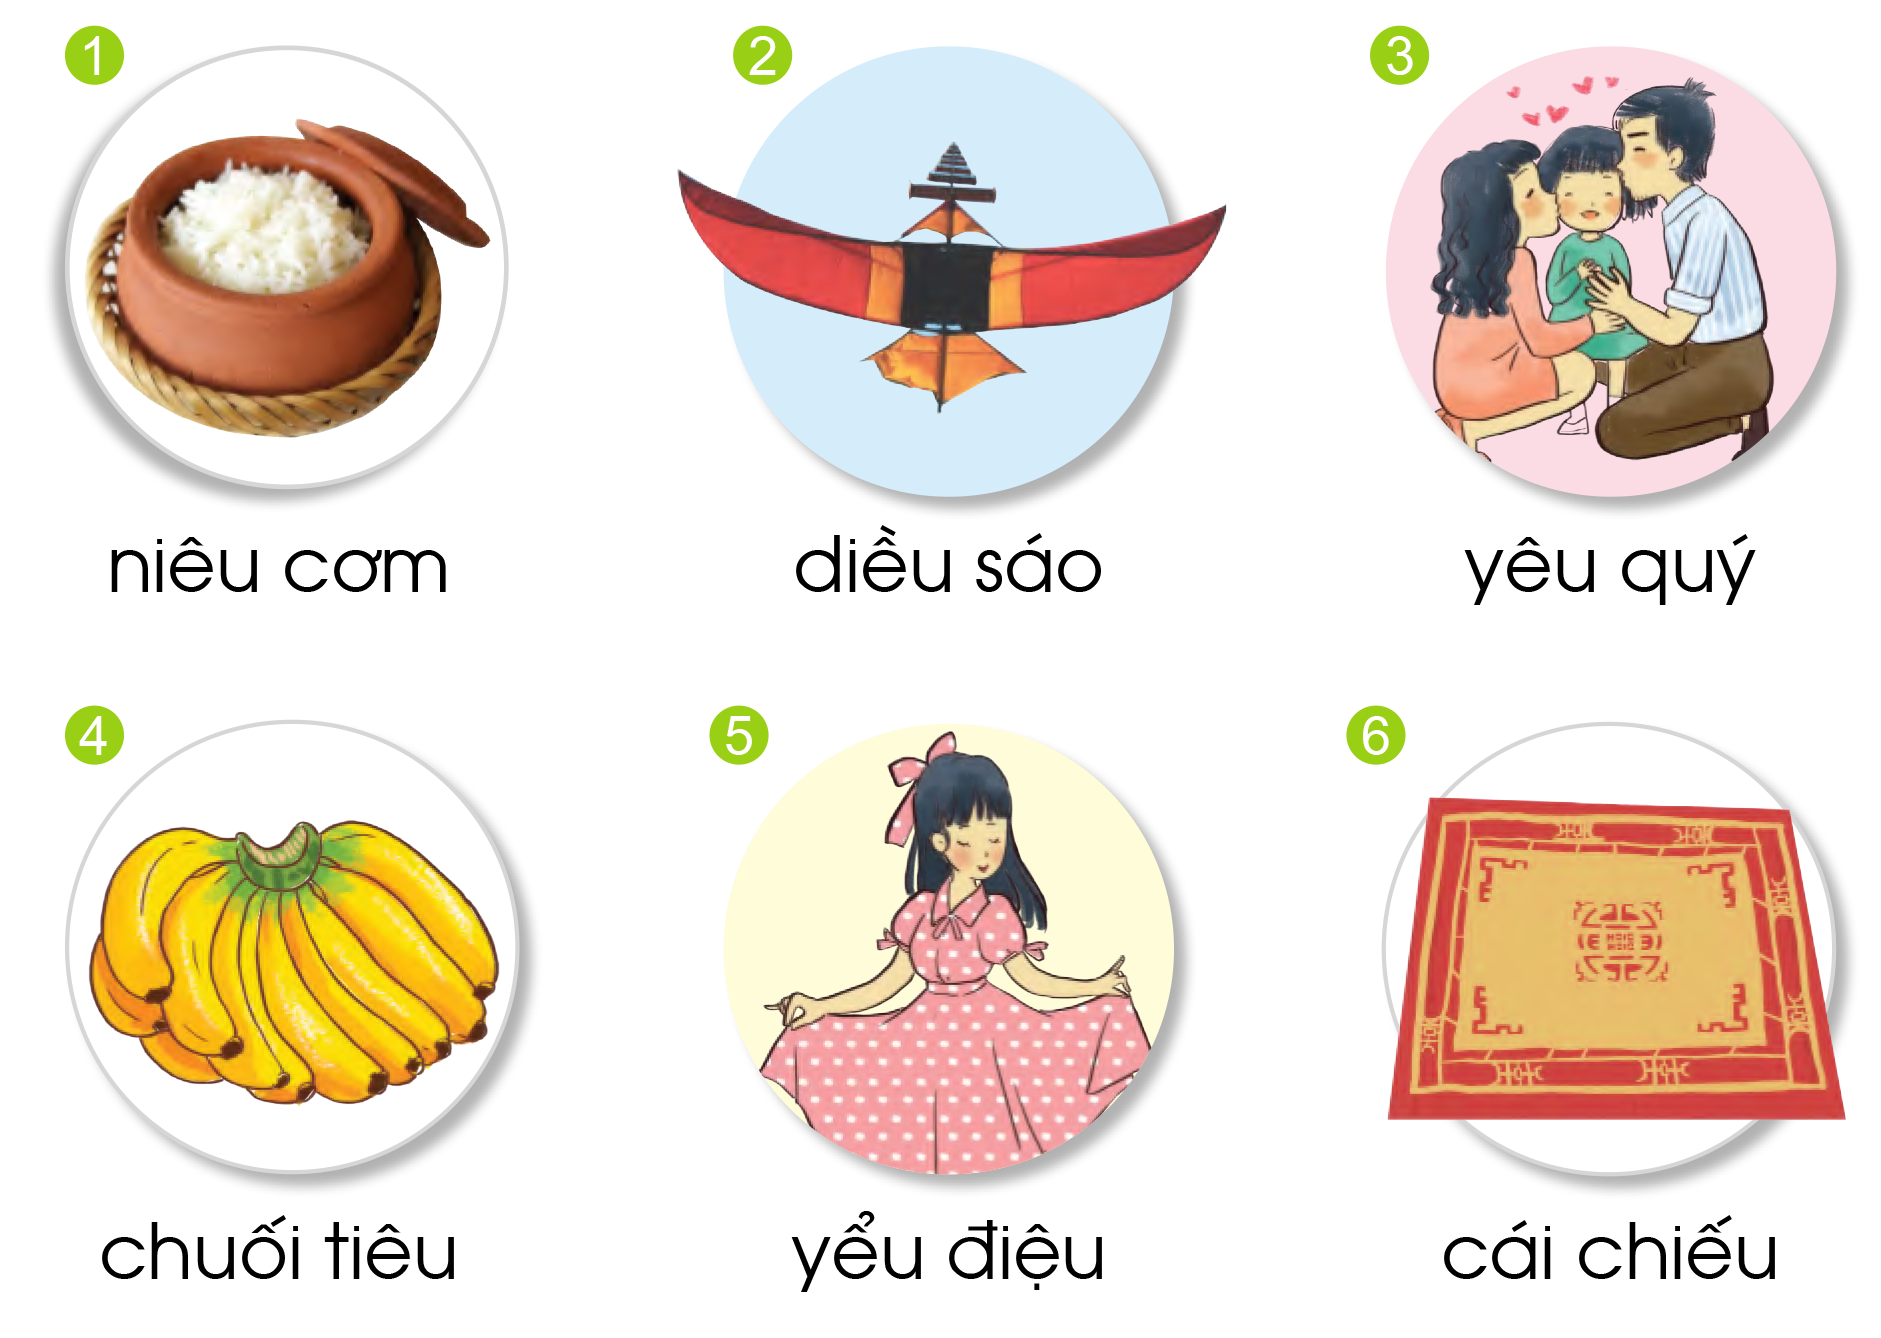 1
niêu cơm
2
diều sáo
3
yêu quý
4
chuối tiêu
5
yểu điệu
6
cái chiếu